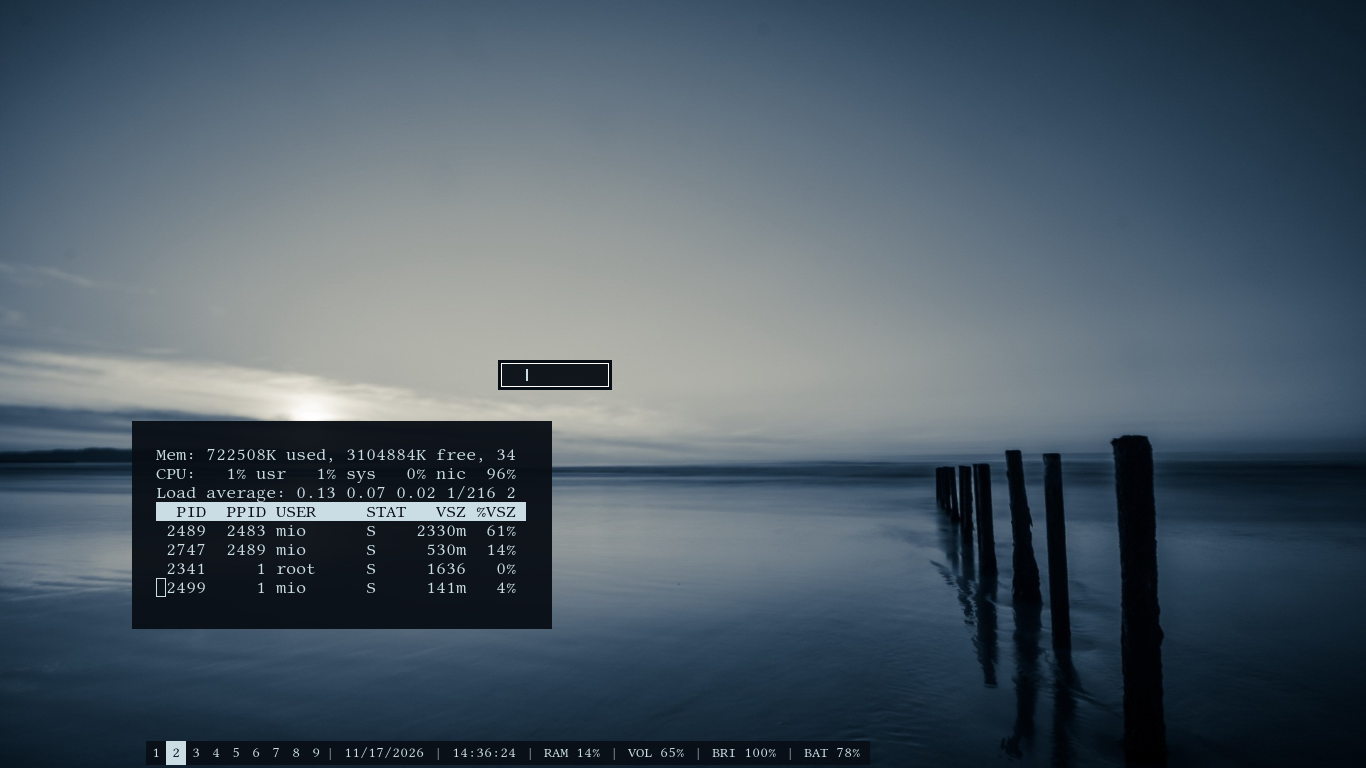 Mem: 722508K used, 3104884K free, 34
CPU:   1% usr   1% sys   0% nic  96%
Load average: 0.13 0.07 0.02 1/216 2
  PID  PPID USER     STAT   VSZ %VSZ
 2489  2483 mio      S    2330m  61%
 2747  2489 mio      S     530m  14%
 2341     1 root     S     1636   0%
 2499     1 mio      S     141m   4%
1 2 3 4 5 6 7 8 9 | 11/17/2026 | 14:36:24 | RAM 14% | VOL 65% | BRI 100% | BAT 78%